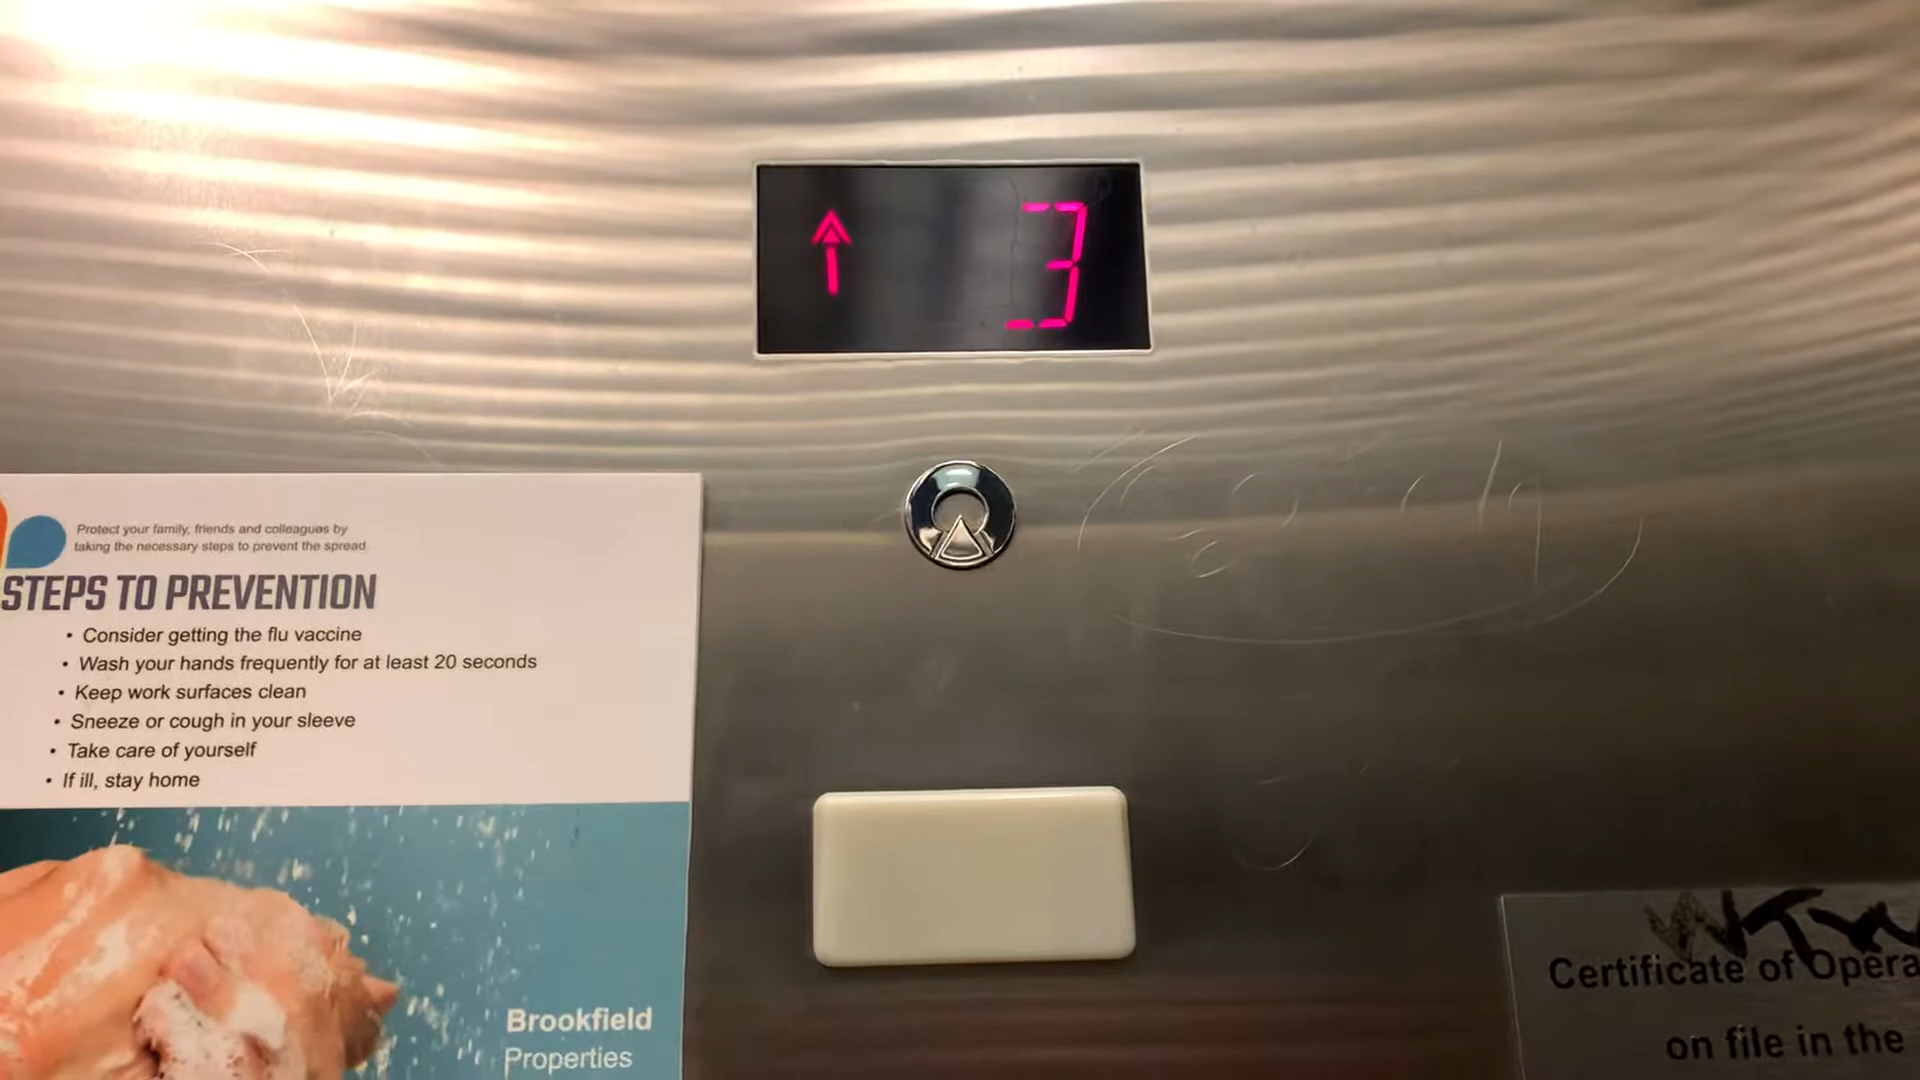 3
Protect your family, friends and colleagues by
taking the necessary steps to prevent the spread
STEPS TO PREVENTION
• Consider getting the flu vaccine
• Wash your hands frequently for at least 20 seconds
• Keep work surfaces clean
• Sneeze or cough in your sleeve
• Take care of yourself
• If ill, stay home
Brookfield
Properties
Certificate of Opera
on file in the